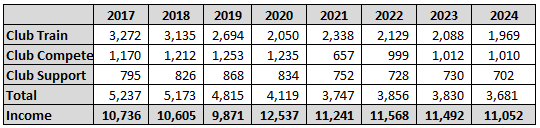 2017 2018 2019 2020 2021 2022 2023 2024
Club Train 3,272 3,135 2,694 2,050 2,338 2,129 2,088 1,969
Club Compete 1,170 1,212 1,253 1,235 657 999 1,012 1,010
Club Support 795 826 868 834 752 728 730 702
Total 5,237 5,173 4,815 4,119 3,747 3,856 3,830 3,681
Income 10,736 10,605 9,871 12,537 11,241 11,568 11,492 11,052